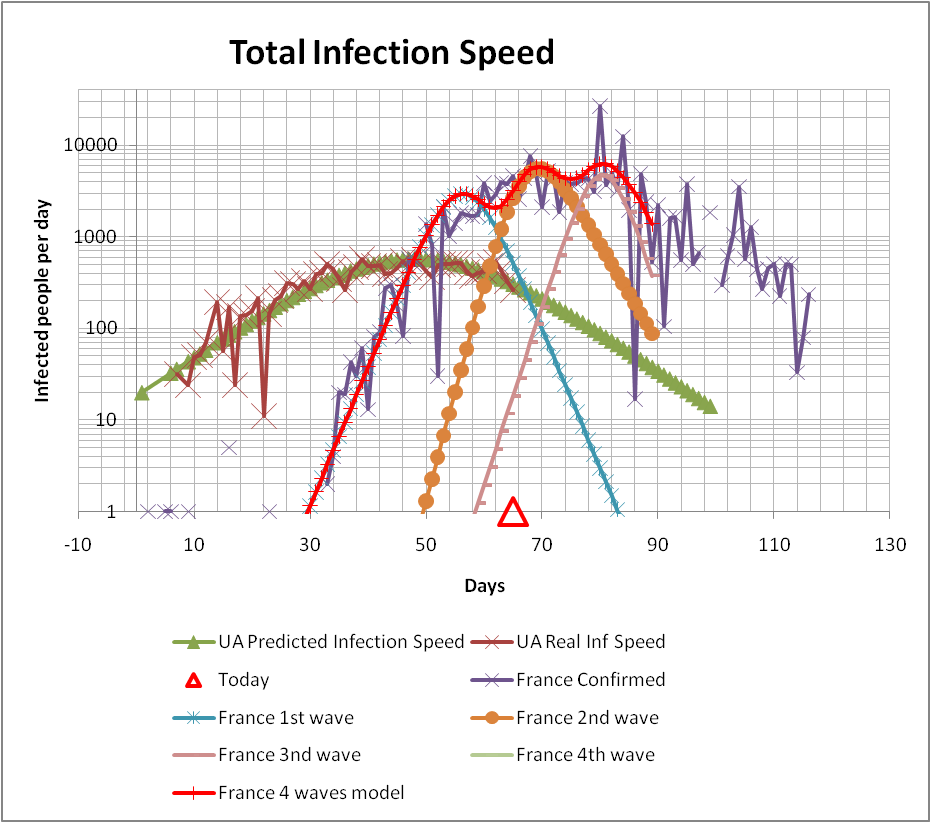 Total Infection Speed
Infected people per day
10000
1000
100
10
1
-10 10 30 50 70 90 110 130
Days
UA Predicted Infection Speed UA Real Inf Speed
Today France Confirmed
France 1st wave France 2nd wave
France 3nd wave France 4th wave
France 4 waves model